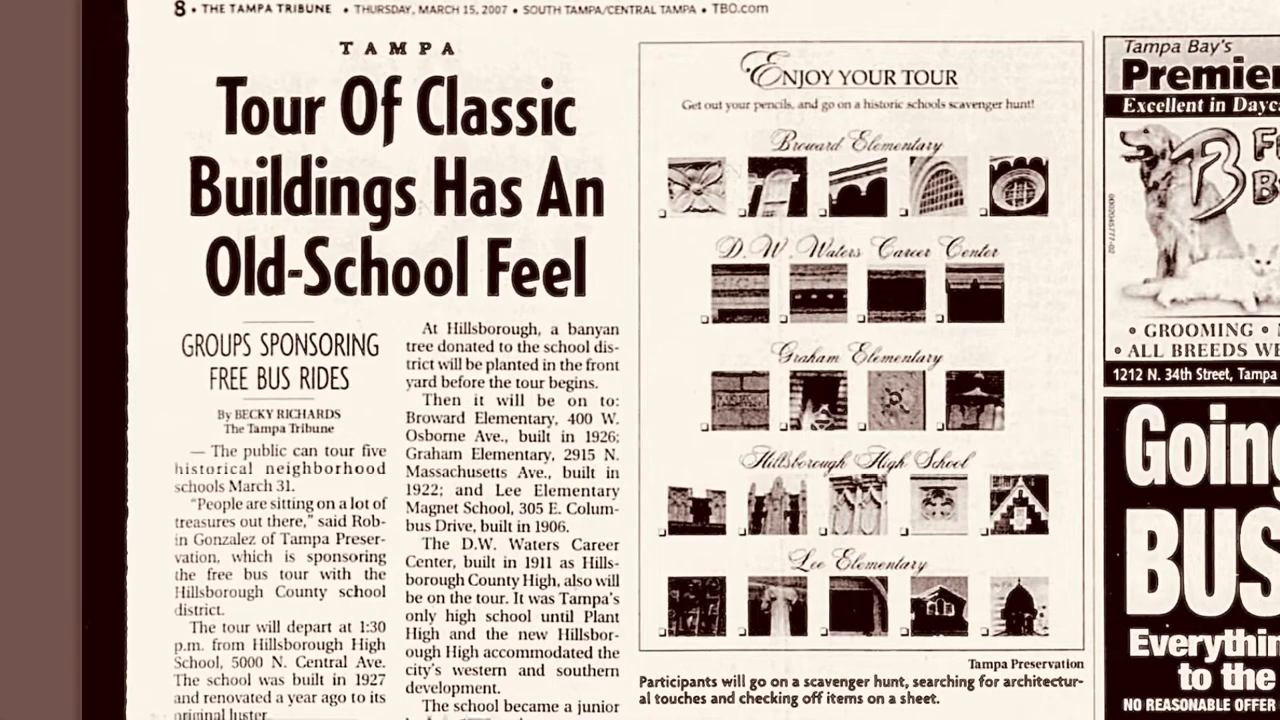 8 • THE TAMPA TRIBUNE • THURSDAY, MARCH 15, 2007 • SOUTH TAMPA/CENTRAL TAMPA • TBO.com
TAMPA
Tour Of Classic
Buildings Has An
Old-School Feel
GROUPS SPONSORING
FREE BUS RIDES
By BECKY RICHARDS
The Tampa Tribune
— The public can tour five
historical neighborhood
schools March 31.
"People are sitting on a lot of
treasures out there," said Rob-
in Gonzalez of Tampa Preser-
vation, which is sponsoring
the free bus tour with the
Hillsborough County school
district.
The tour will depart at 1:30
p.m. from Hillsborough High
School, 5000 N. Central Ave.
The school was built in 1927
and renovated a year ago to its
original luster.
At Hillsborough, a banyan
tree donated to the school dis-
trict will be planted in the front
yard before the tour begins.
Then it will be on to:
Broward Elementary, 400 W.
Osborne Ave., built in 1926;
Graham Elementary, 2915 N.
Massachusetts Ave., built in
1922; and Lee Elementary
Magnet School, 305 E. Colum-
bus Drive, built in 1906.
The D.W. Waters Career
Center, built in 1911 as Hills-
borough County High, also will
be on the tour. It was Tampa's
only high school until Plant
High and the new Hillsbor-
ough High accommodated the
city's western and southern
development.
The school became a junior
ENJOY YOUR TOUR
Get out your pencils, and go on a historic schools scavenger hunt!
Broward Elementary
D.W. Waters Career Center
Graham Elementary
Hillsborough High School
Lee Elementary
Tampa Preservation
Participants will go on a scavenger hunt, searching for architectur-
al touches and checking off items on a sheet.
Tampa Bay's
Premier
Excellent in Dayc
• GROOMING •
• ALL BREEDS WE
1212 N. 34th Street, Tampa
Going
BUS
Everythin
to the
NO REASONABLE OFFER